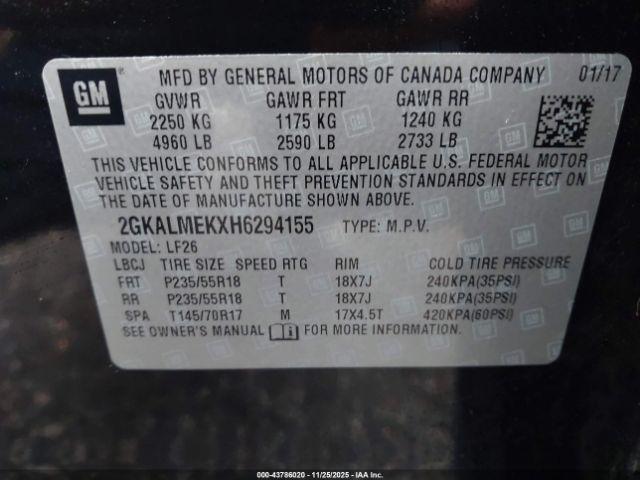 GM
MFD BY GENERAL MOTORS OF CANADA COMPANY 01/17
GVWR GAWR FRT GAWR RR
2250 KG 1175 KG 1240 KG
4960 LB 2590 LB 2733 LB
THIS VEHICLE CONFORMS TO ALL APPLICABLE U.S. FEDERAL MOTOR
VEHICLE SAFETY AND THEFT PREVENTION STANDARDS IN EFFECT ON
THE DATE OF MANUFACTURE SHOWN ABOVE.
2GKALMEKXH6294155 TYPE: M.P.V.
MODEL: LF26
LBCJ TIRE SIZE SPEED RTG RIM COLD TIRE PRESSURE
FRT P235/55R18 T 18X7J 240KPA(35PSI)
RR P235/55R18 T 18X7J 240KPA(35PSI)
SPA T145/70R17 M 17X4.5T 420KPA(60PSI)
SEE OWNER'S MANUAL FOR MORE INFORMATION.
000-43786020 - 11/25/2025 - IAA Inc.